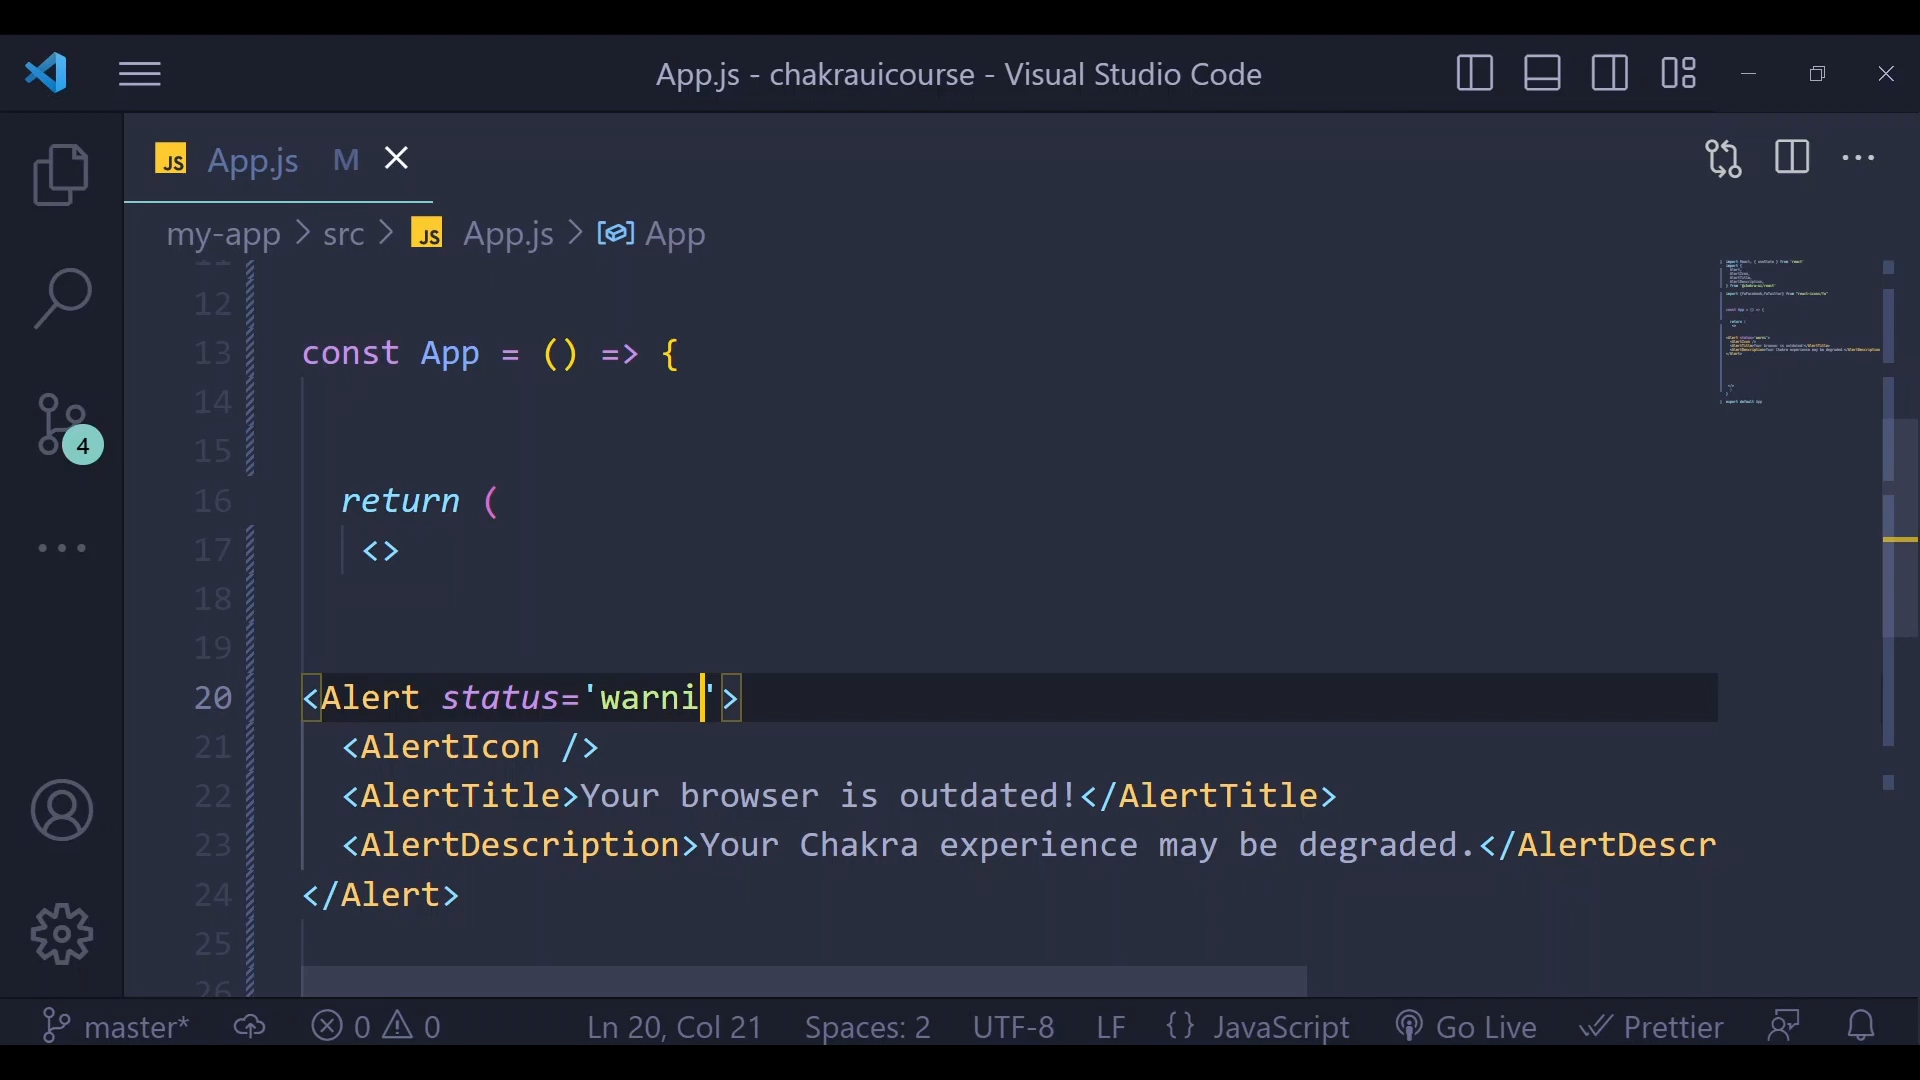 App.js - chakrauicourse - Visual Studio Code
JS App.js M
my-app > src > JS App.js > App
11
12
13 const App = () => {
14
15
16 return (
17 <>
18
19
20 <Alert status='warni'>
21 <AlertIcon />
22 <AlertTitle>Your browser is outdated!</AlertTitle>
23 <AlertDescription>Your Chakra experience may be degraded.</AlertDescr
24 </Alert>
25
26
4
master* 0 0 Ln 20, Col 21 Spaces: 2 UTF-8 LF {} JavaScript Go Live Prettier